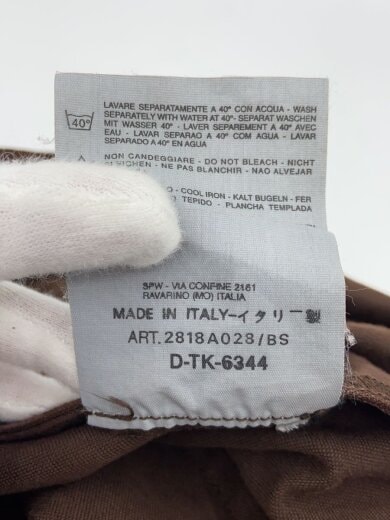 40°
LAVARE SEPARATAMENTE A 40° CON ACQUA - WASH
SEPARATELY WITH WATER AT 40° - SEPARAT WASCHEN
MIT WASSER 40° - LAVER SEPAREMENT A 40° AVEC
EAU - LAVAR SEPARAO A 40° CON AGUA - LAVAR
SEPARADO A 40° EN AGUA
NON CANDEGGIARE - DO NOT BLEACH - NICHT
- NE PAS BLANCHIR - NÃO ALVEJAR
- COOL IRON - KALT BUGELN - FER
TEPIDO - PLANCHA TEMPLADA
SPW - VIA CONFINE 2161
RAVARINO (MO) ITALIA
MADE IN ITALY-イタリー製
ART. 2818A028/BS
D-TK-6344